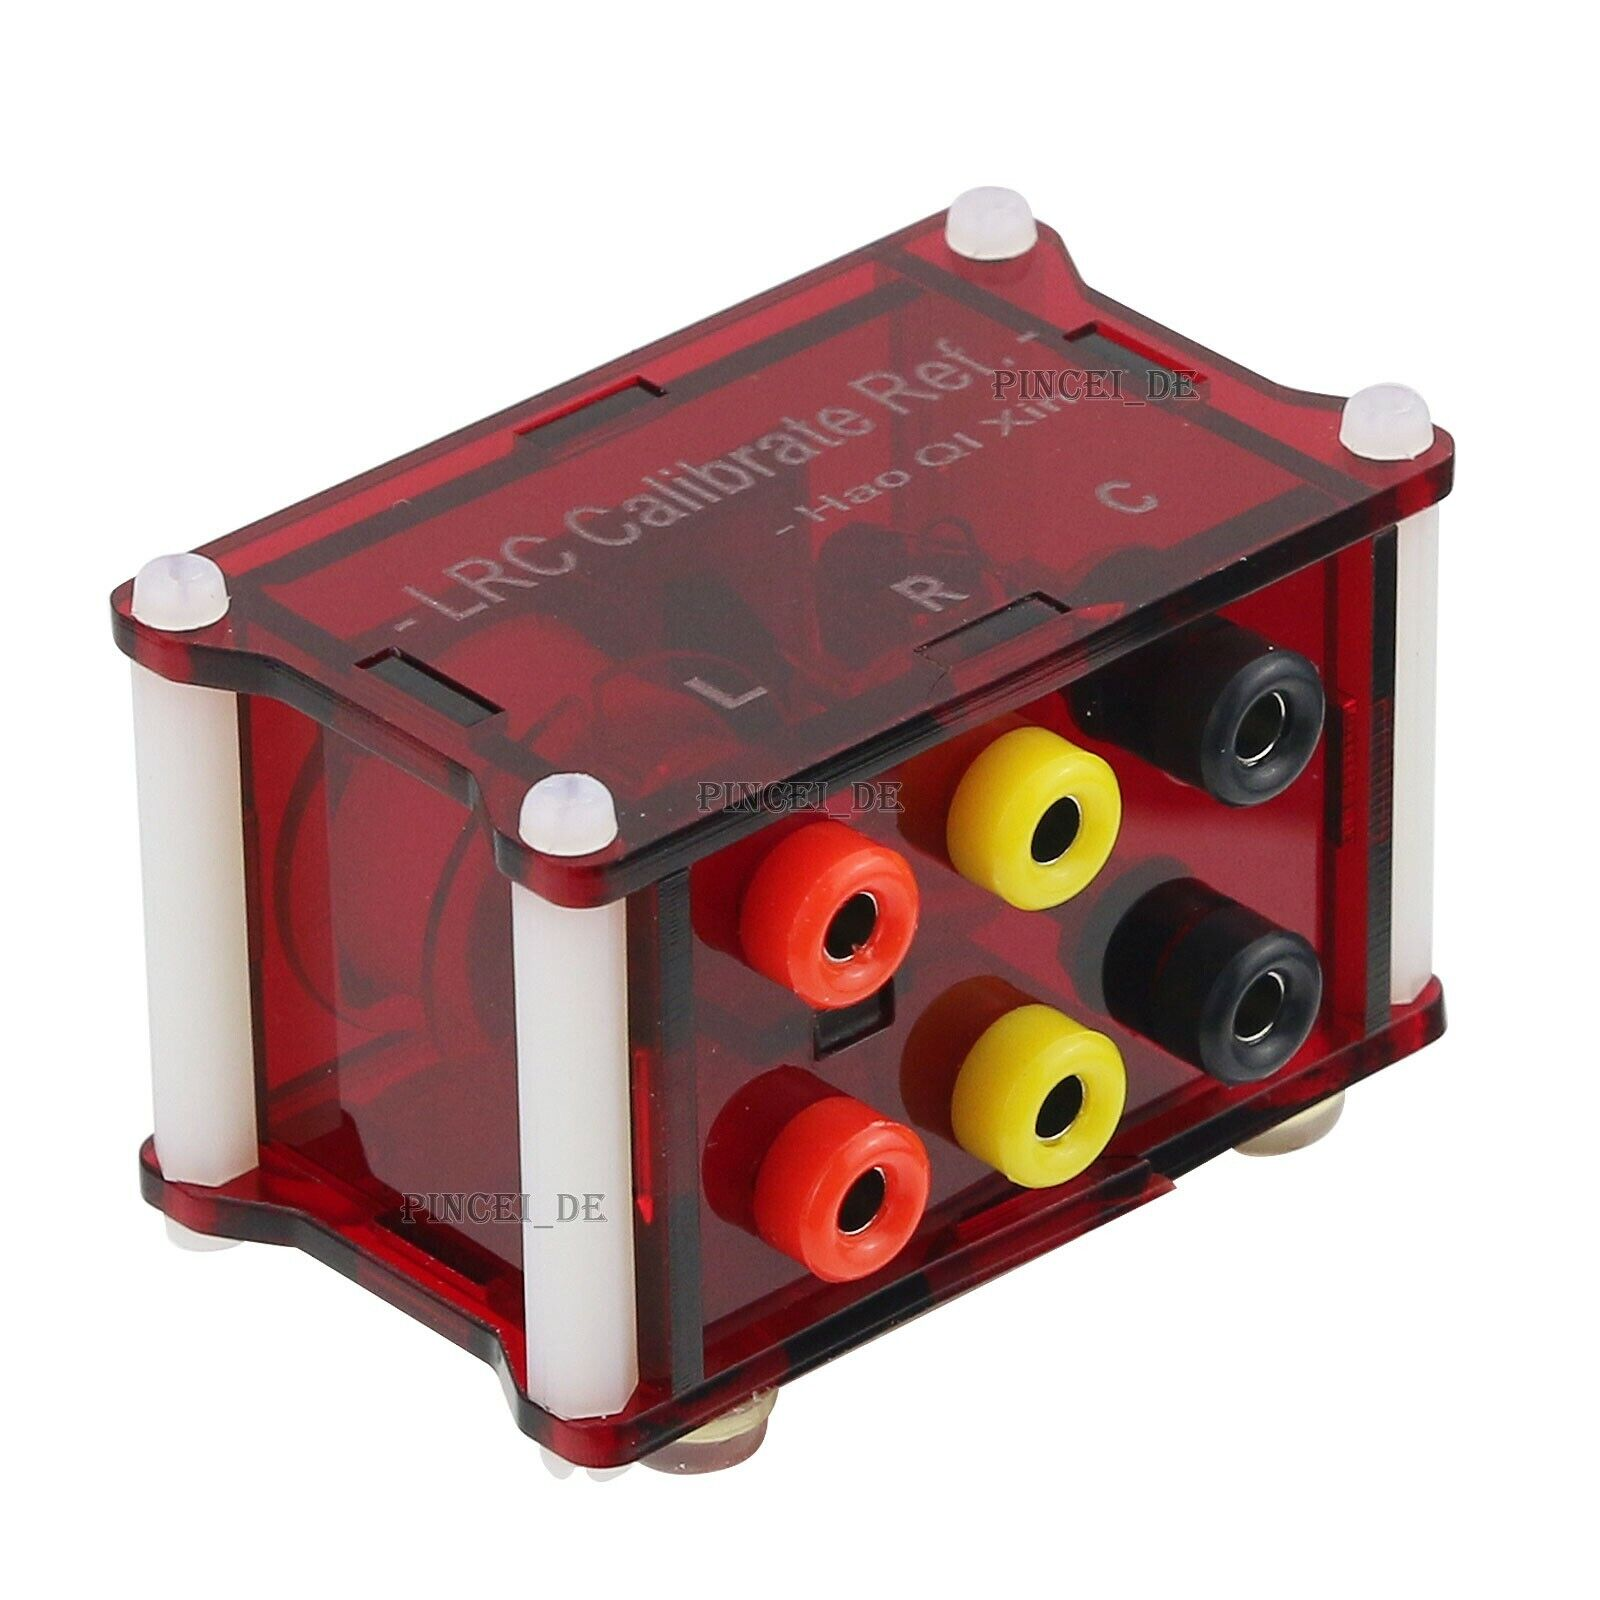 - LRC Calibrate Ref. -
- Hao QI Xin
L R C
PINCEI_DE
PINCEI_DE
PINCEI_DE